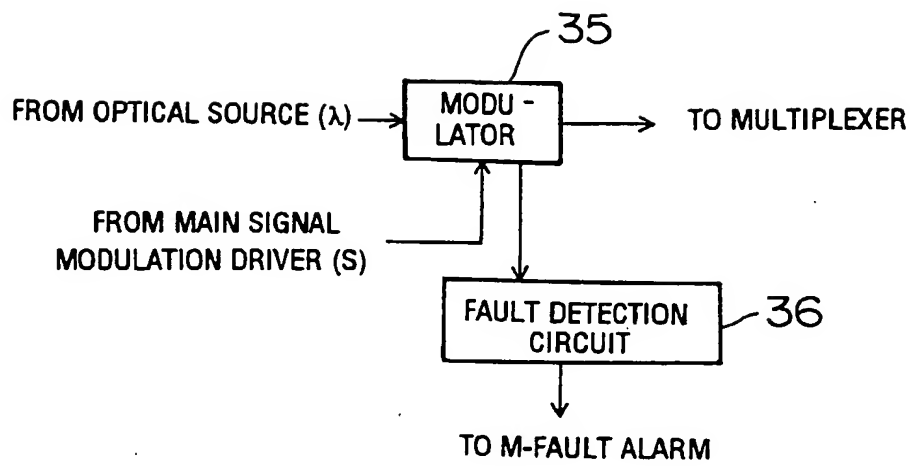 35
FROM OPTICAL SOURCE (λ)
MODU-
LATOR
TO MULTIPLEXER
FROM MAIN SIGNAL
MODULATION DRIVER (S)
FAULT DETECTION
CIRCUIT
36
TO M-FAULT ALARM